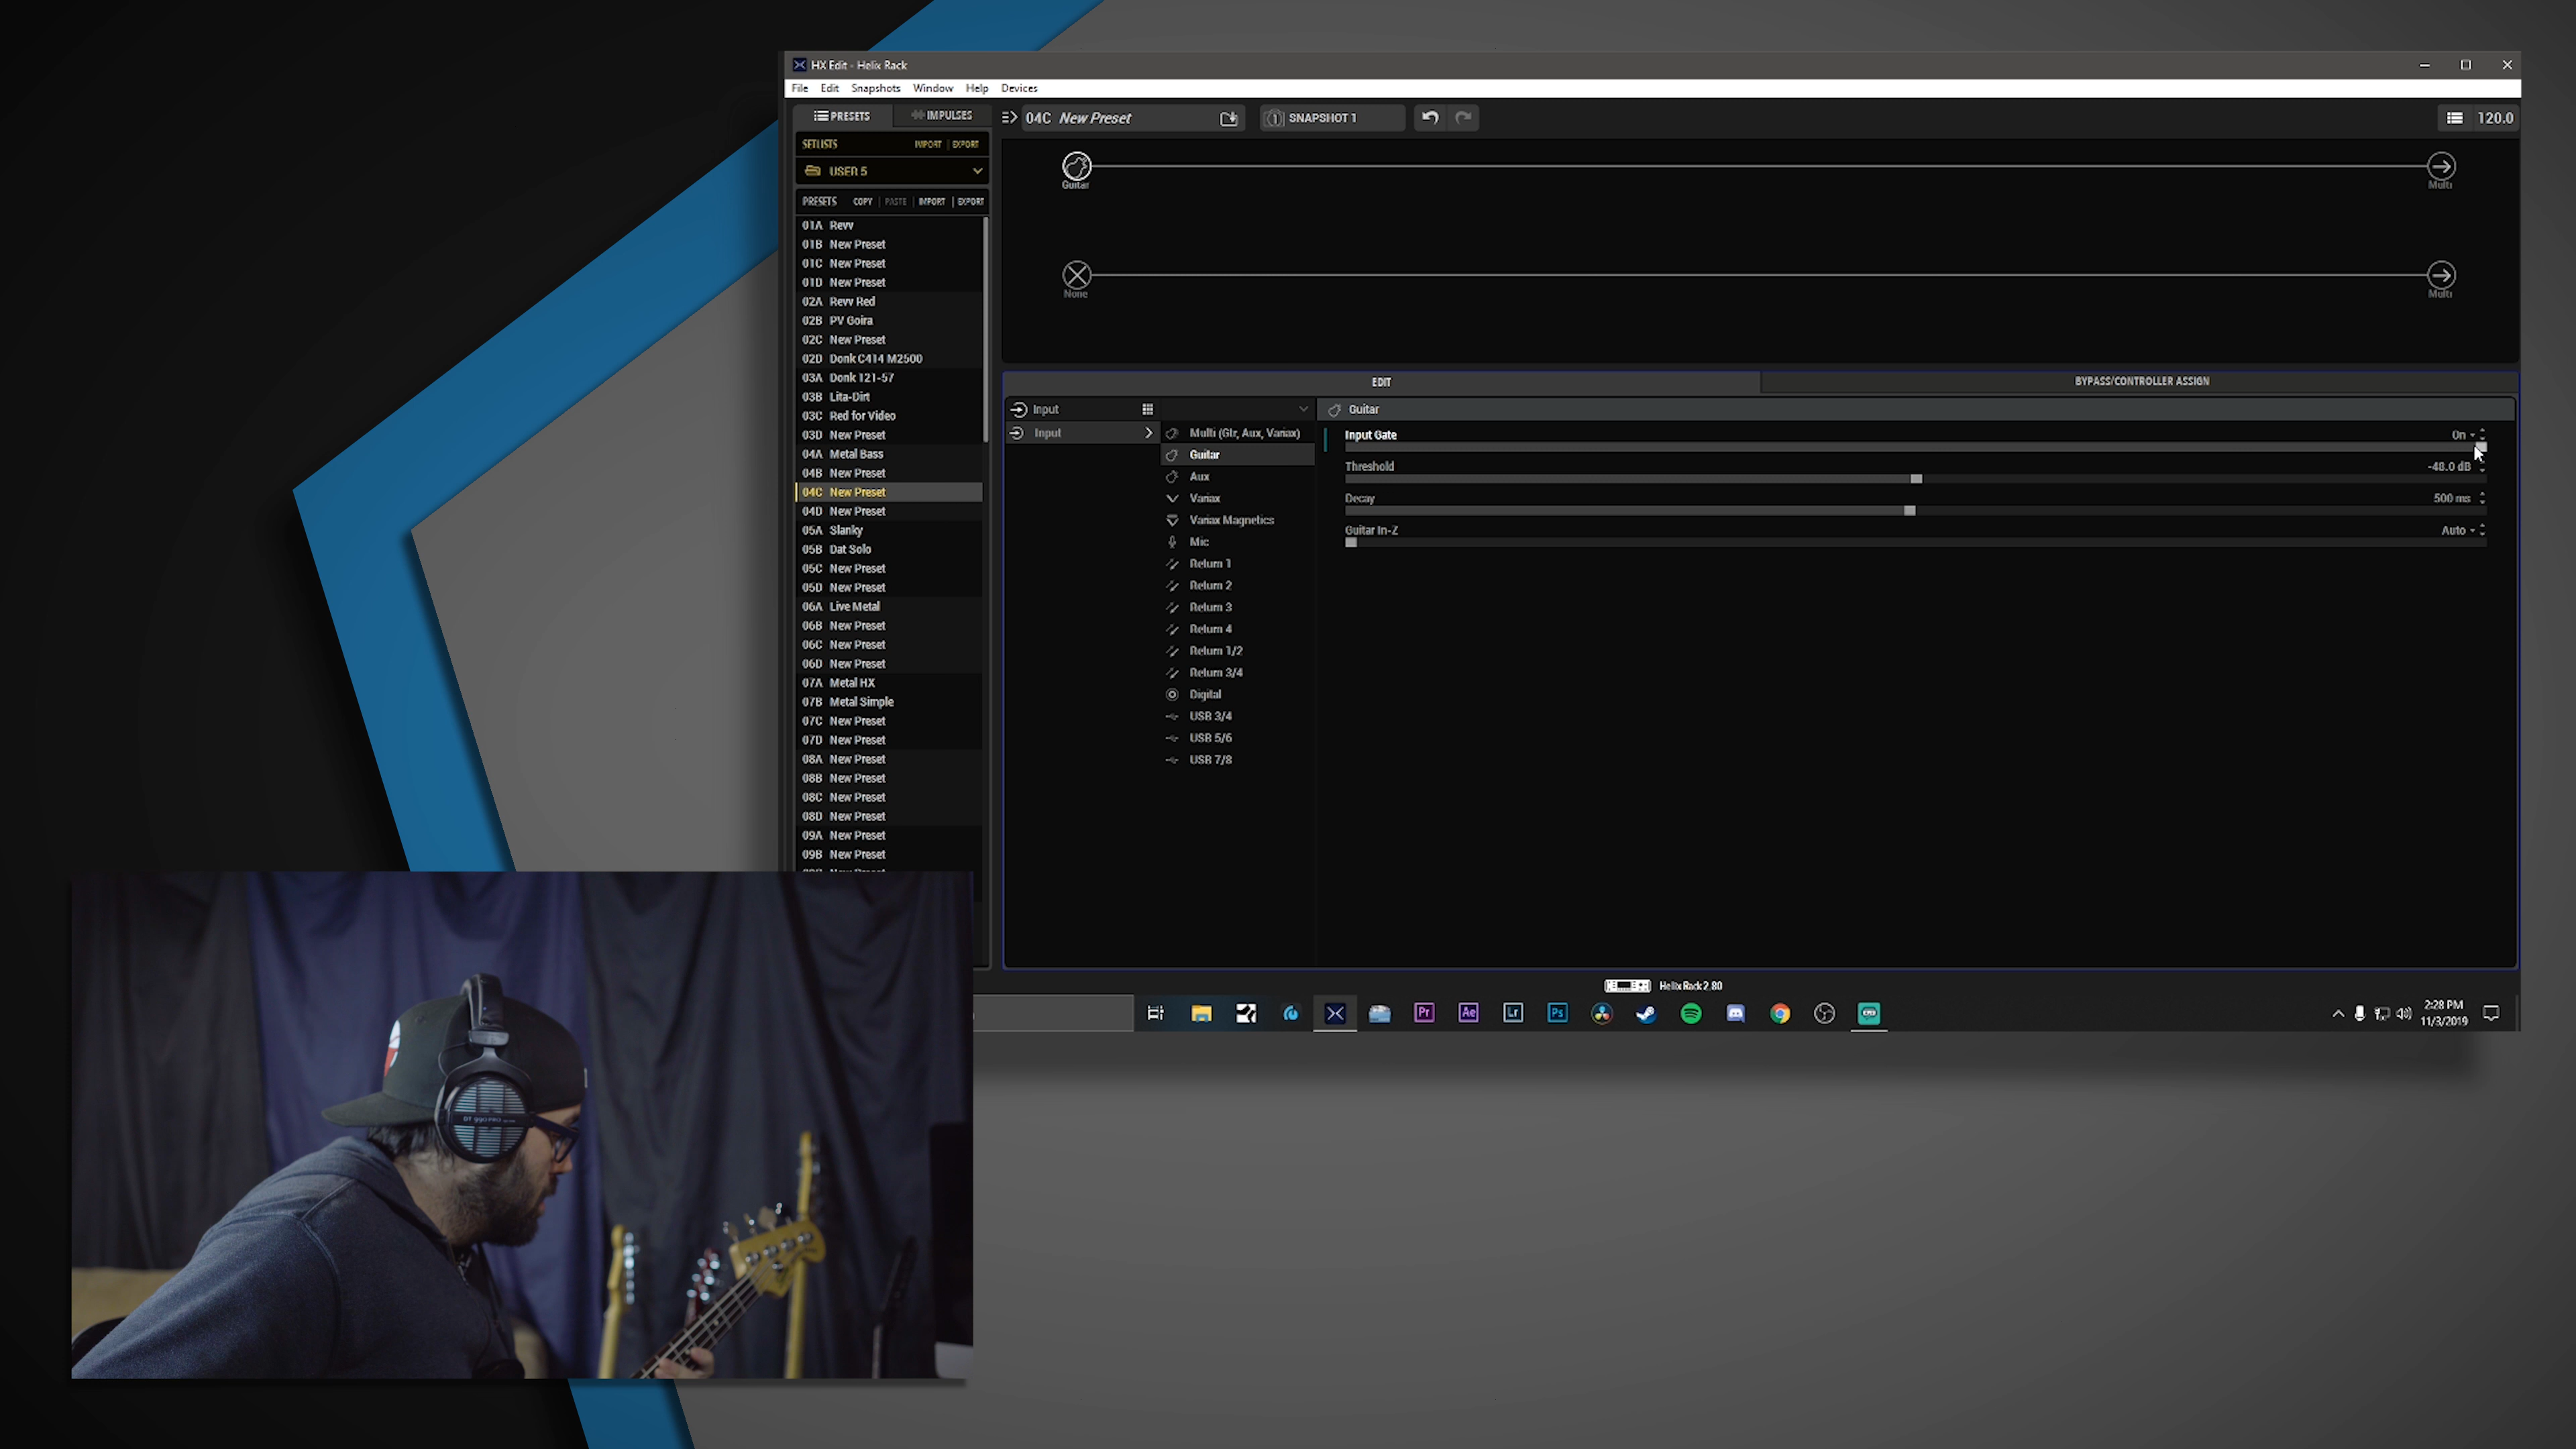 HX Edit - Helix Rack
File Edit Snapshots Window Help Devices
PRESETS IMPULSES
04C New Preset
SNAPSHOT 1
120.0
SETLISTS IMPORT | EXPORT
USER 5
PRESETS COPY | PASTE | IMPORT | EXPORT
01A Revv
01B New Preset
01C New Preset
01D New Preset
02A Revv Red
02B PV Goira
02C New Preset
02D Donk C414 M2500
03A Donk 121-57
03B Lita-Dirt
03C Red for Video
03D New Preset
04A Metal Bass
04B New Preset
04C New Preset
04D New Preset
05A Slanky
05B Dat Solo
05C New Preset
05D New Preset
06A Live Metal
06B New Preset
06C New Preset
06D New Preset
07A Metal HX
07B Metal Simple
07C New Preset
07D New Preset
08A New Preset
08B New Preset
08C New Preset
08D New Preset
09A New Preset
09B New Preset
Guitar
Multi
None
Multi
EDIT
BYPASS/CONTROLLER ASSIGN
Input
Input
Multi (Gtr, Aux, Variax)
Guitar
Aux
Variax
Variax Magnetics
Mic
Return 1
Return 2
Return 3
Return 4
Return 1/2
Return 3/4
Digital
USB 3/4
USB 5/6
USB 7/8
Guitar
Input Gate On
Threshold -48.0 dB
Decay 500 ms
Guitar In-Z Auto
Helix Rack 2.80
Pr Ae Lr Ps
2:28 PM
11/3/2019
DT 990 PRO